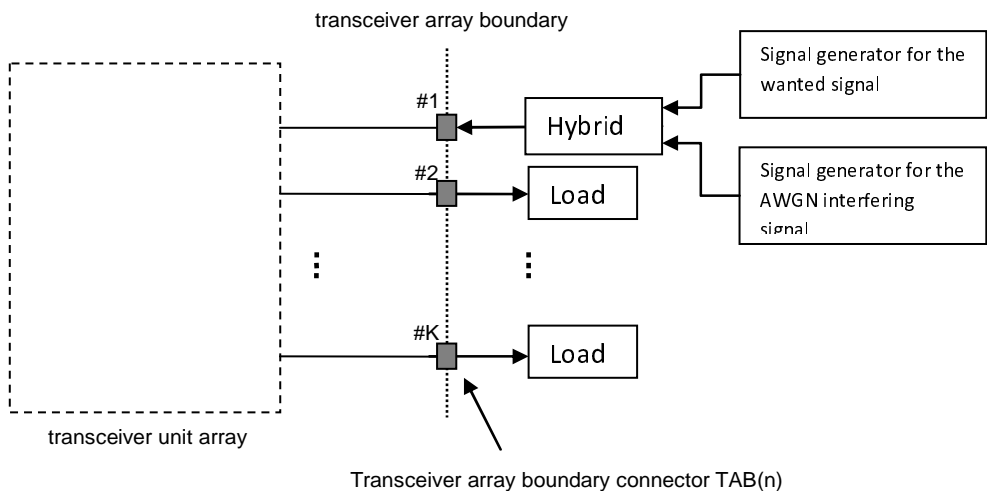 transceiver array boundary
Signal generator for the
wanted signal
#1
Hybrid
#2
Load
Signal generator for the
AWGN interfering
signal
#K
Load
transceiver unit array
Transceiver array boundary connector TAB(n)